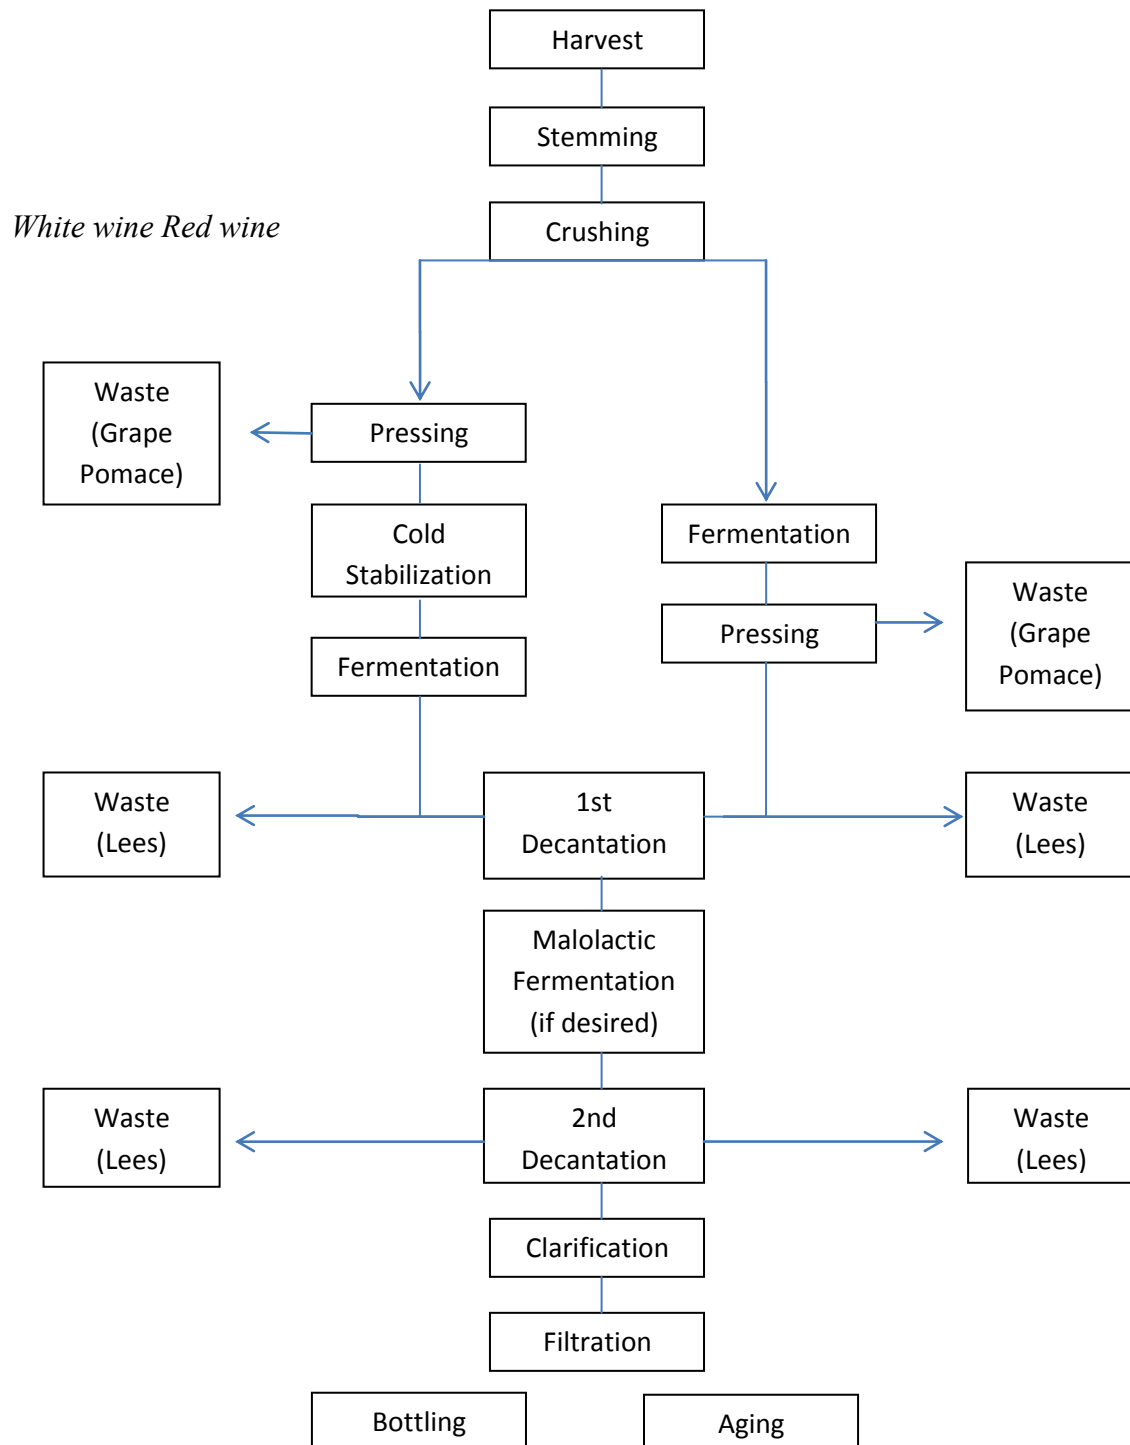 Harvest
Stemming
White wine Red wine
Crushing
Waste
(Grape
Pomace)
Pressing
Cold
Stabilization
Fermentation
Fermentation
Pressing
Waste
(Grape
Pomace)
Waste
(Lees)
1st
Decantation
Waste
(Lees)
Malolactic
Fermentation
(if desired)
Waste
(Lees)
2nd
Decantation
Waste
(Lees)
Clarification
Filtration
Bottling
Aging